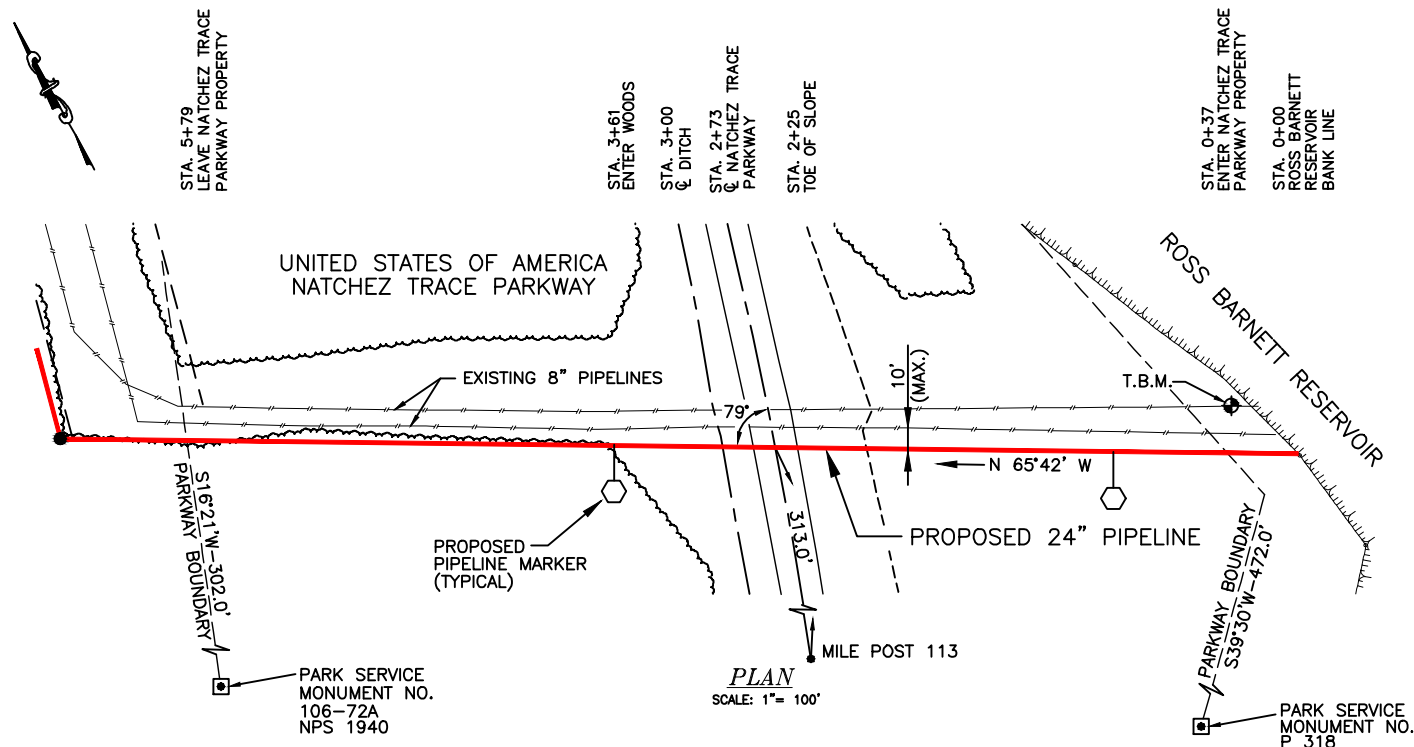 STA. 5+79
LEAVE NATCHEZ TRACE
PARKWAY PROPERTY
STA. 3+61
ENTER WOODS
STA. 3+00
℄ DITCH
STA. 2+73
℄ NATCHEZ TRACE
PARKWAY
STA. 2+25
TOE OF SLOPE
STA. 0+37
ENTER NATCHEZ TRACE
PARKWAY PROPERTY
STA. 0+00
ROSS BARNETT
RESERVOIR
BANK LINE
UNITED STATES OF AMERICA
NATCHEZ TRACE PARKWAY
ROSS BARNETT RESERVOIR
EXISTING 8" PIPELINES
79°
10'
(MAX.)
T.B.M.
N 65°42' W
S16°21'W-302.0'
PARKWAY BOUNDARY
PROPOSED
PIPELINE MARKER
(TYPICAL)
313.0'
PROPOSED 24" PIPELINE
PARKWAY BOUNDARY
S39°30'W-472.0'
MILE POST 113
PLAN
SCALE: 1"= 100'
PARK SERVICE
MONUMENT NO.
106-72A
NPS 1940
PARK SERVICE
MONUMENT NO.
P 318